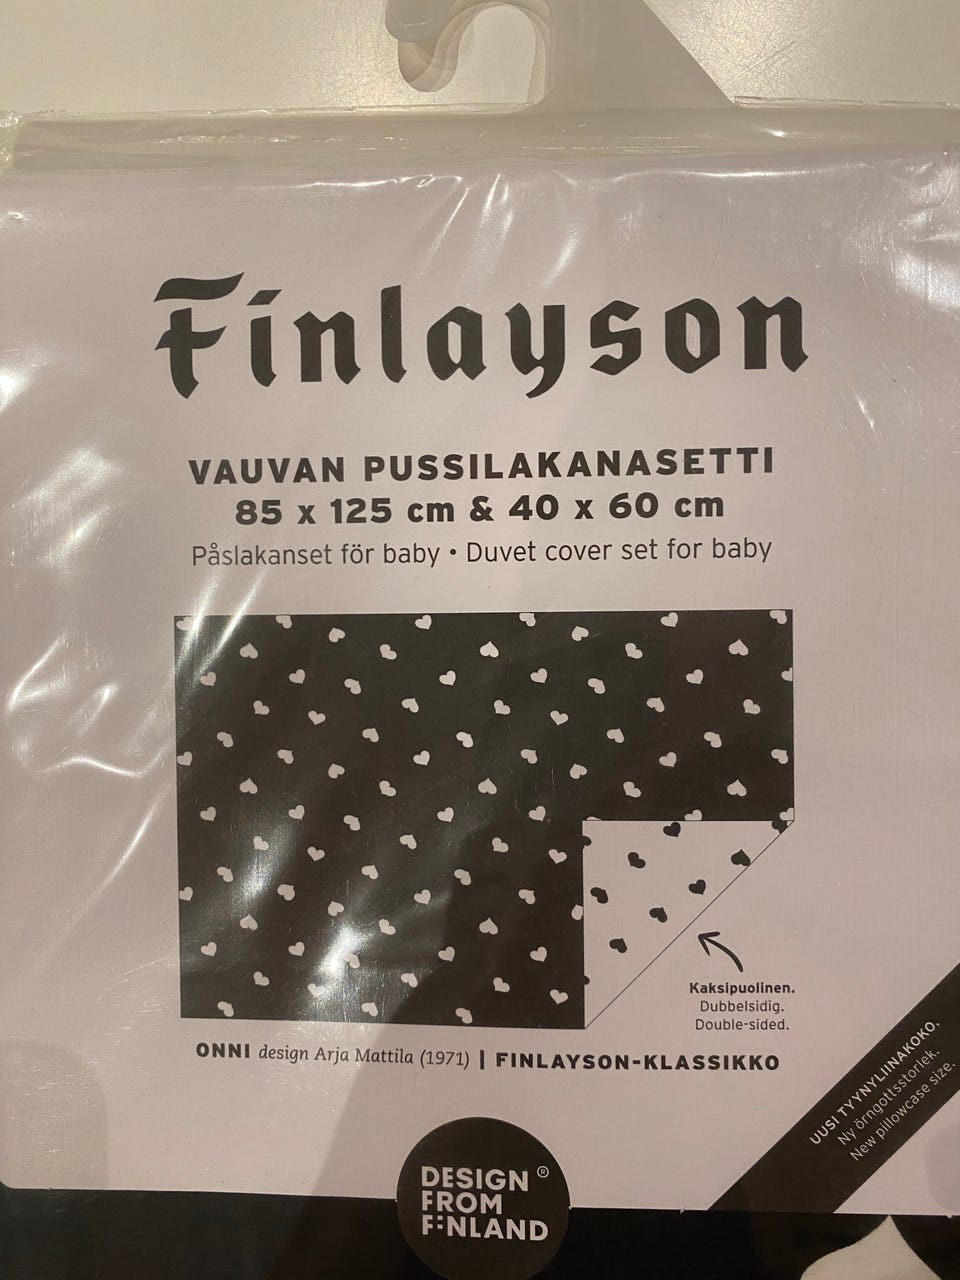 Finlayson
VAUVAN PUSSILAKANASETTI
85 x 125 cm & 40 x 60 cm
Påslakanset för baby • Duvet cover set for baby
Kaksipuolinen.
Dubbelsidig.
Double-sided.
ONNI design Arja Mattila (1971) | FINLAYSON-KLASSIKKO
UUSI TYYNYLIINAKOKO.
Ny örngottsstorlek.
New pillowcase size.
DESIGN ®
FROM
FINLAND